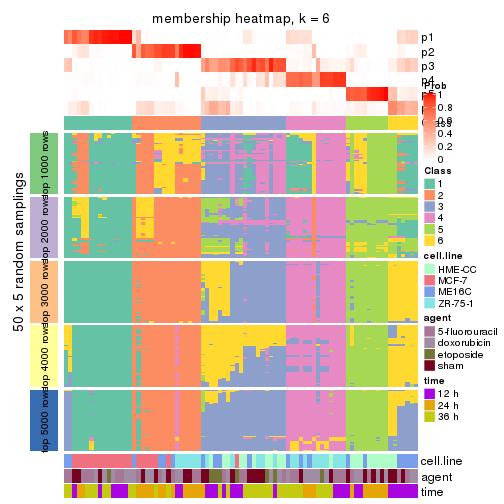 membership heatmap, k = 6
p1
p2
p3
p4
Prob
1
0.8
0.6
0.4
0.2
0
Class
1
2
3
4
5
6
cell.line
HME-CC
MCF-7
ME16C
ZR-75-1
agent
5-fluorouracil
doxorubicin
etoposide
sham
time
12 h
24 h
36 h
50 x 5 random samplings
top 1000 rows
top 2000 rows
top 3000 rows
top 4000 rows
top 5000 rows
cell.line
agent
time